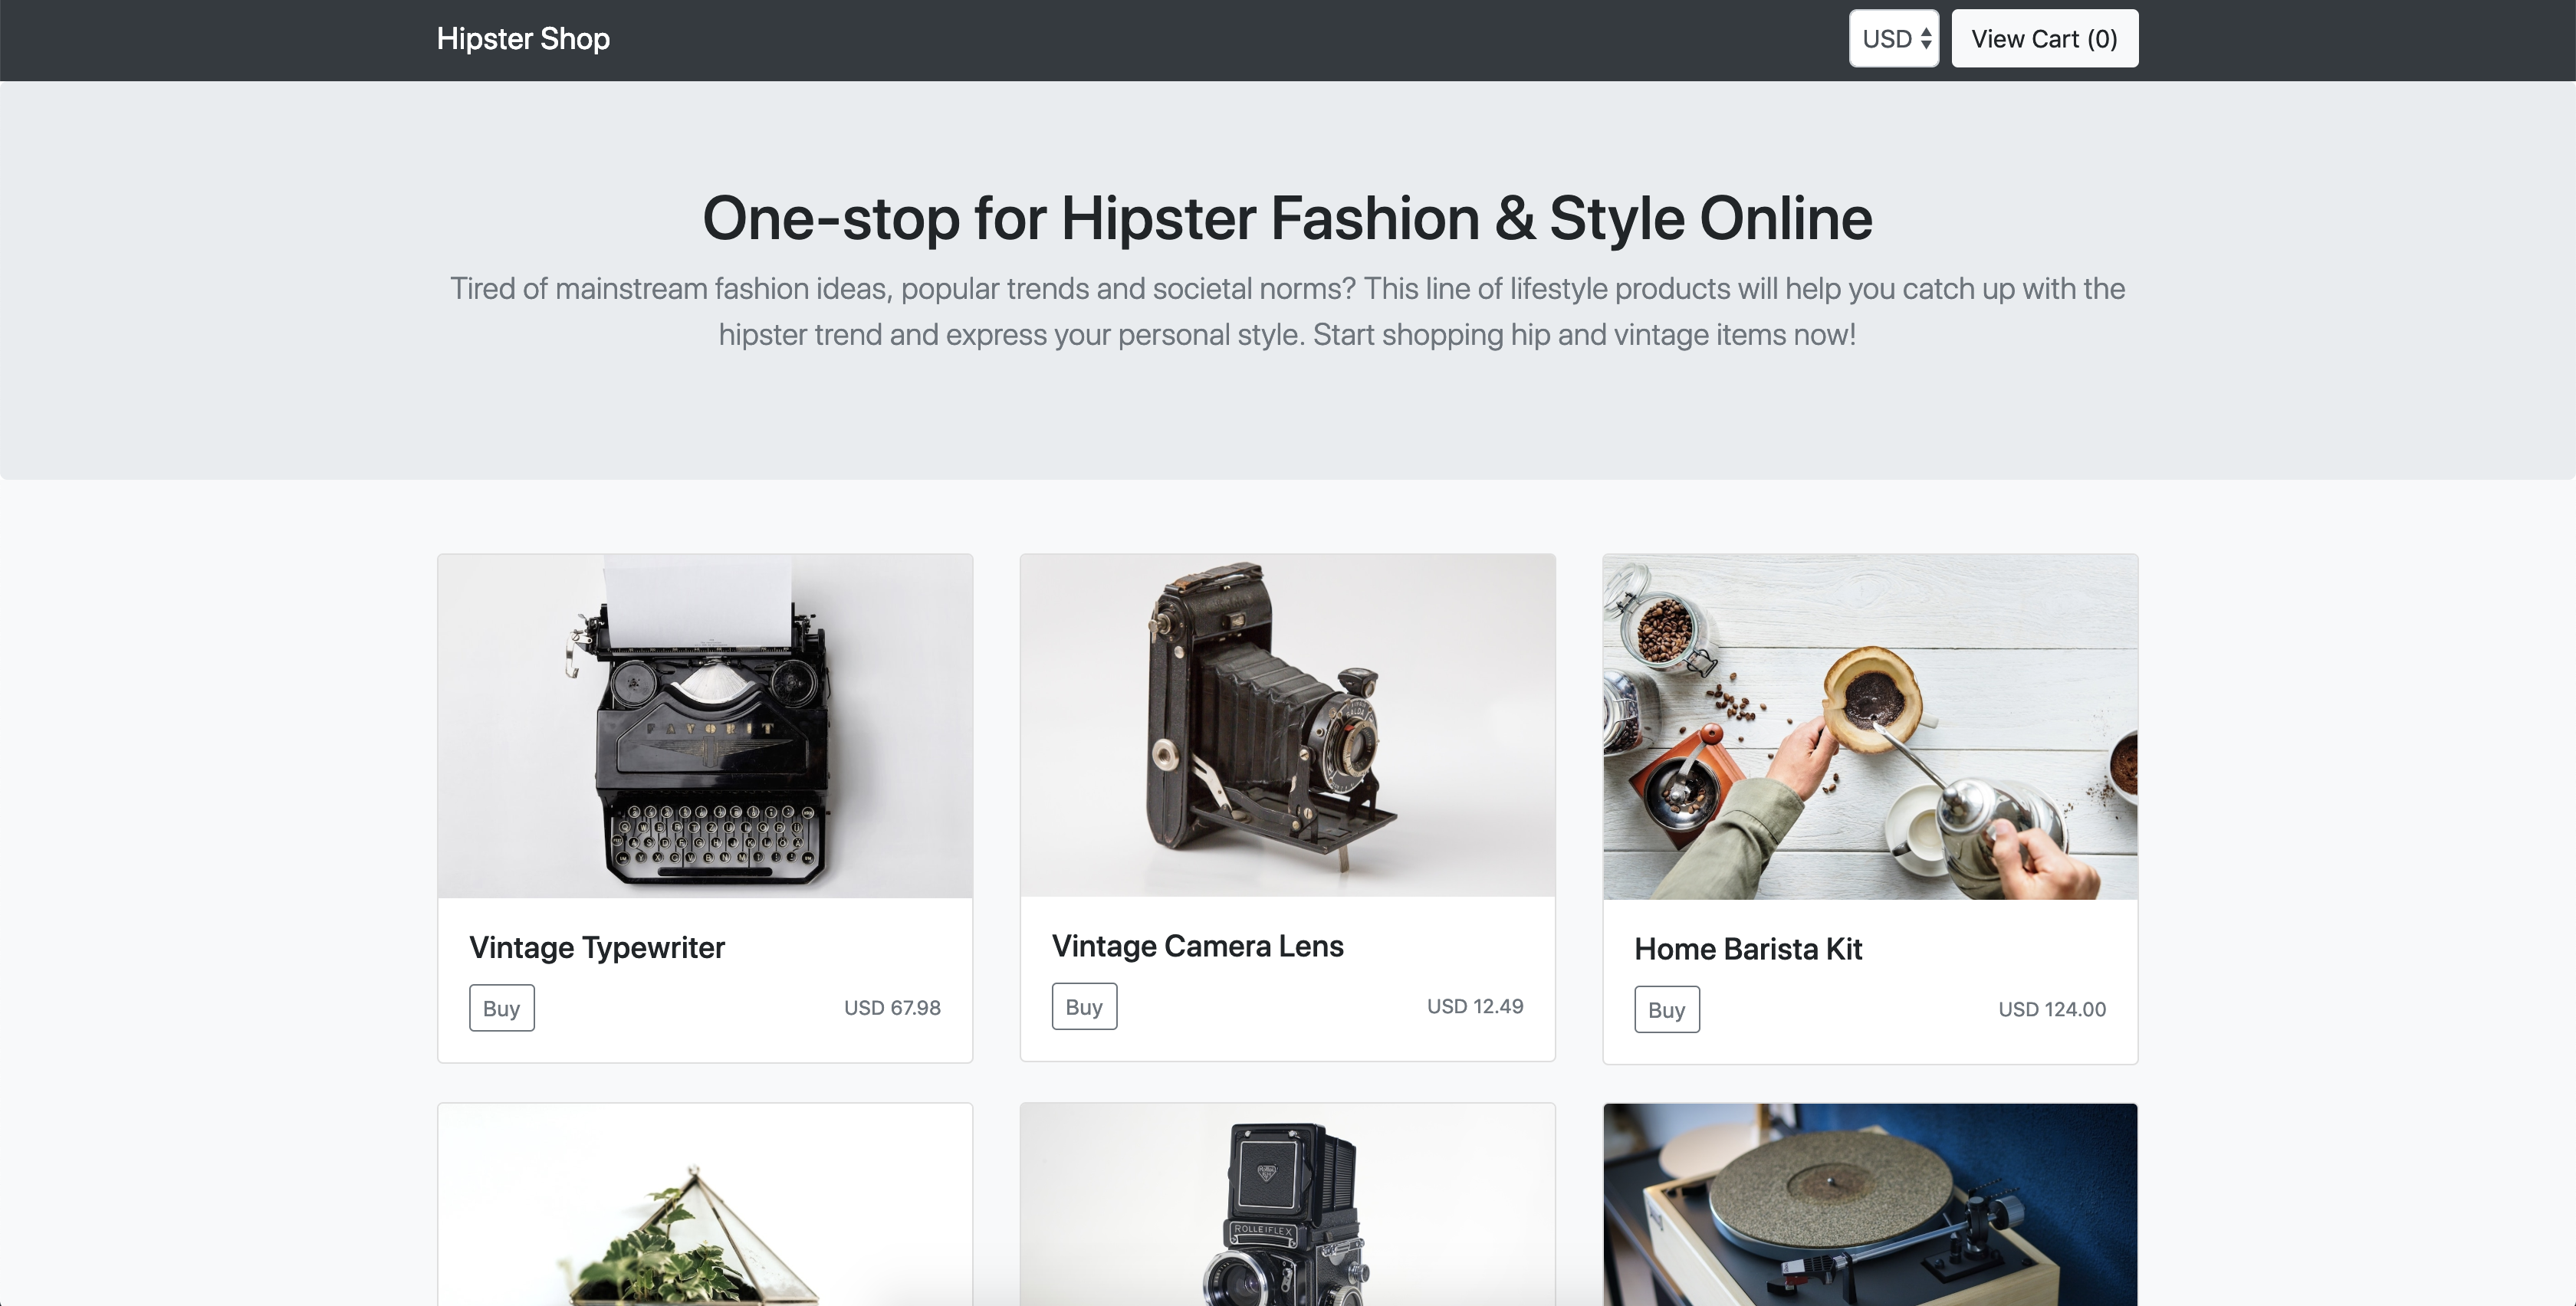 Hipster Shop
USD
View Cart (0)
One-stop for Hipster Fashion & Style Online
Tired of mainstream fashion ideas, popular trends and societal norms? This line of lifestyle products will help you catch up with the
hipster trend and express your personal style. Start shopping hip and vintage items now!
FAVORIT
Vintage Typewriter
Buy
USD 67.98
Vintage Camera Lens
Buy
USD 12.49
Home Barista Kit
Buy
USD 124.00
ROLLEIFLEX